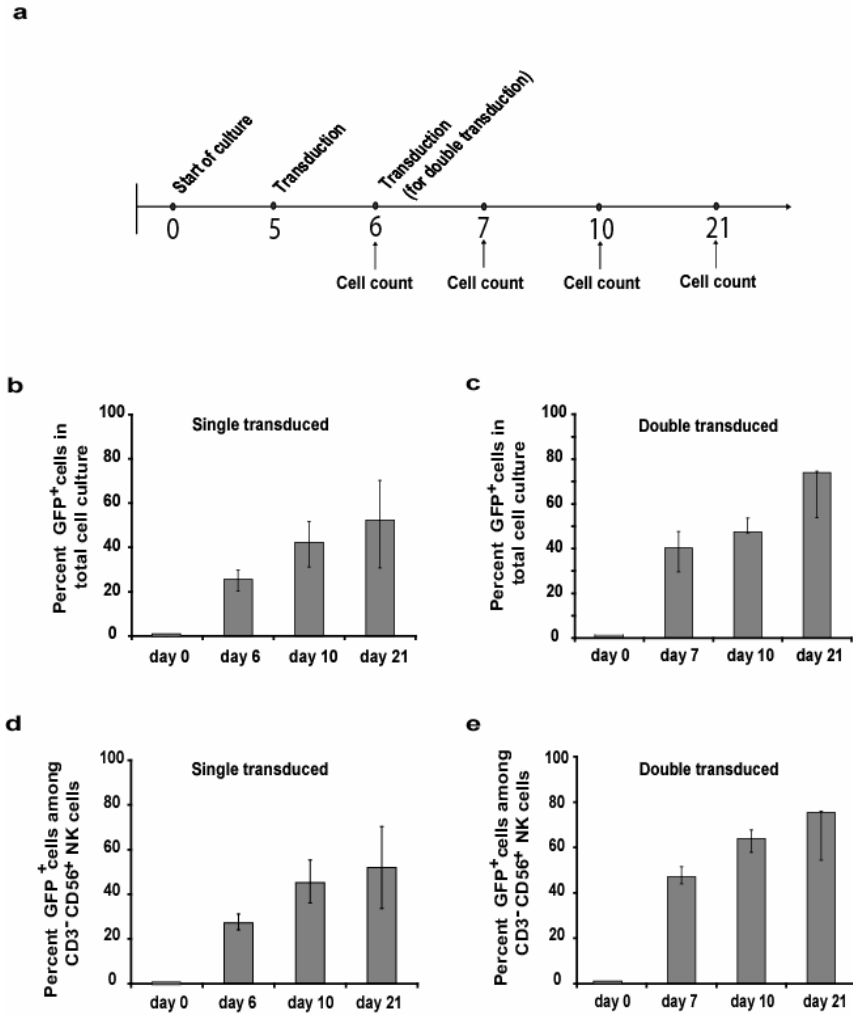 a
Start of culture
Transduction
Transduction
(for double transduction)
0 5 6 7 10 21
Cell count Cell count Cell count Cell count
b
Percent GFP+cells in
total cell culture
Single transduced
100
80
60
40
20
0
day 0 day 6 day 10 day 21
c
Percent GFP+cells in
total cell culture
Double transduced
100
80
60
40
20
0
day 0 day 7 day 10 day 21
d
Percent GFP+cells among
CD3- CD56+ NK cells
Single transduced
100
80
60
40
20
0
day 0 day 6 day 10 day 21
e
Percent GFP+cells among
CD3- CD56+ NK cells
Double transduced
100
80
60
40
20
0
day 0 day 7 day 10 day 21